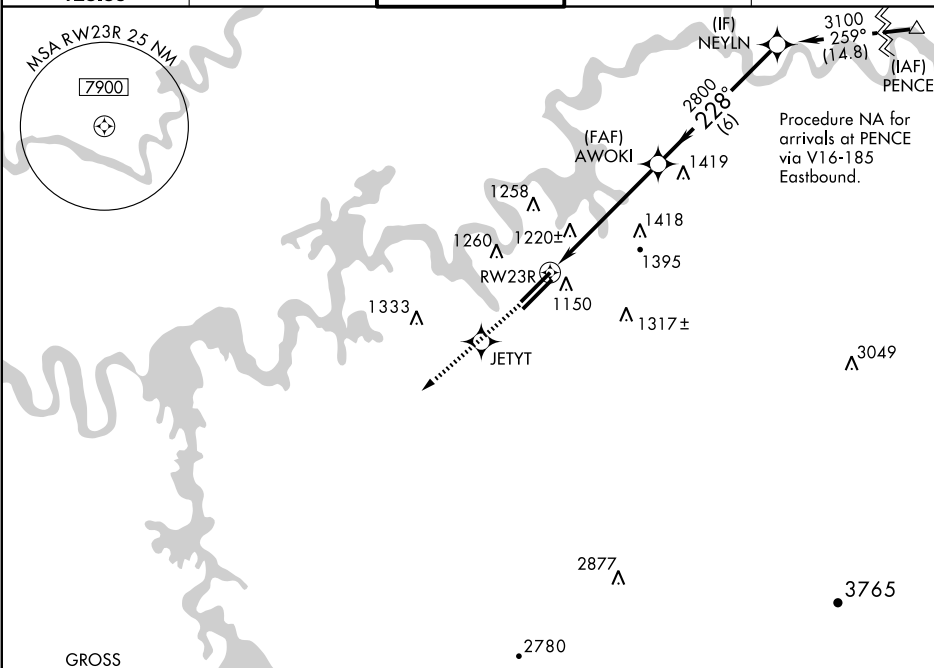 MSA RW23R 25 NM
7900
(IF)
NEYLN
3100
259°
(14.8)
(IAF)
PENCE
2800
228°
(6)
Procedure NA for
arrivals at PENCE
via V16-185
Eastbound.
(FAF)
AWOKI
1419
1258
1418
1260
1220±
1395
RW23R
1150
1333
1317±
JETYT
3049
2877
3765
2780
GROSS